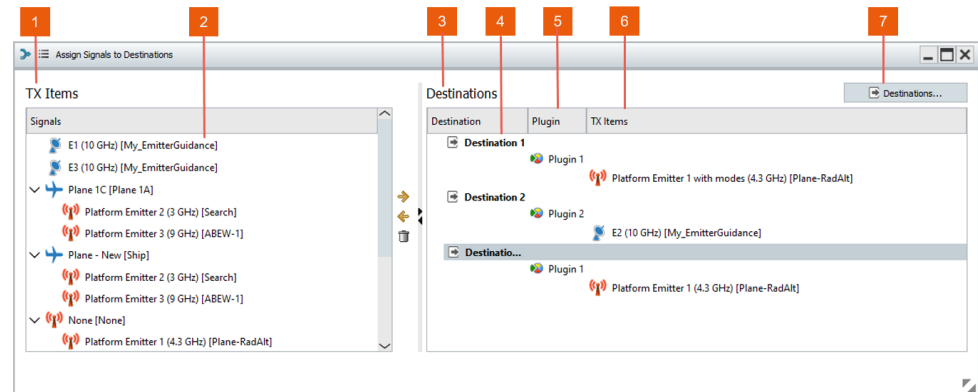 1 2 3 4 5 6 7
Assign Signals to Destinations
TX Items
Signals
E1 (10 GHz) [My_EmitterGuidance]
E3 (10 GHz) [My_EmitterGuidance]
Plane 1C [Plane 1A]
Platform Emitter 2 (3 GHz) [Search]
Platform Emitter 3 (9 GHz) [ABEW-1]
Plane - New [Ship]
Platform Emitter 2 (3 GHz) [Search]
Platform Emitter 3 (9 GHz) [ABEW-1]
None [None]
Platform Emitter 1 (4.3 GHz) [Plane-RadAlt]
Destinations
Destinations...
Destination Plugin TX Items
Destination 1
Plugin 1
Platform Emitter 1 with modes (4.3 GHz) [Plane-RadAlt]
Destination 2
Plugin 2
E2 (10 GHz) [My_EmitterGuidance]
Destinatio...
Plugin 1
Platform Emitter 1 (4.3 GHz) [Plane-RadAlt]